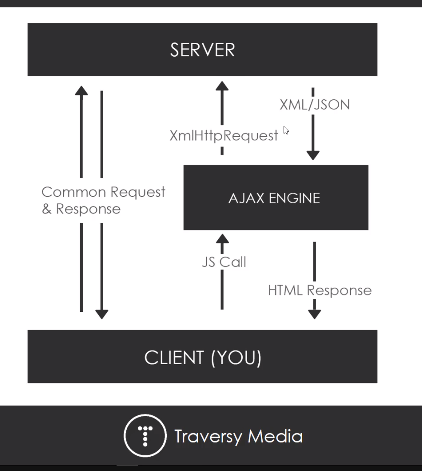 SERVER
XML/JSON
XmlHttpRequest
Common Request
& Response
AJAX ENGINE
JS Call
HTML Response
CLIENT (YOU)
Traversy Media